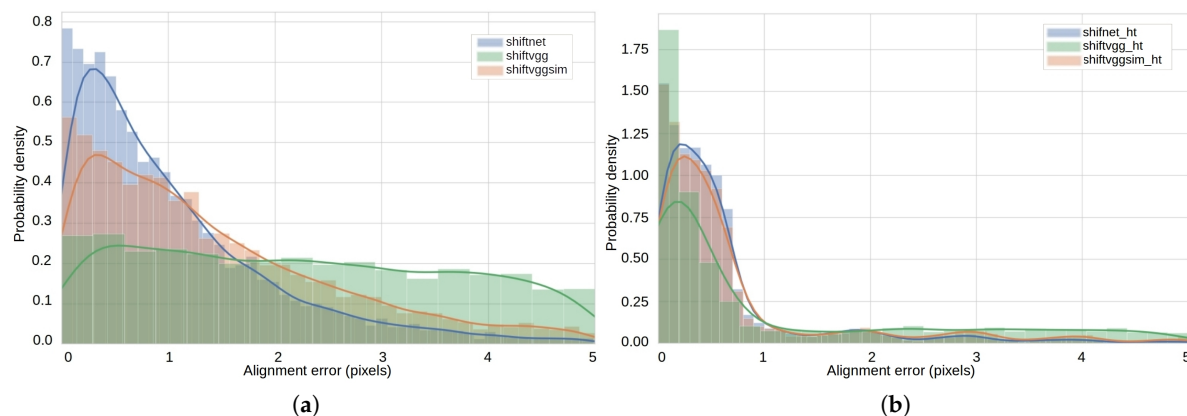 0.8
0.7
0.6
0.5
0.4
0.3
0.2
0.1
0.0
Probability density
shiftnet
shiftvgg
shiftvggsim
0 1 2 3 4 5
Alignment error (pixels)
(a)
1.75
1.50
1.25
1.00
0.75
0.50
0.25
0.00
Probability density
shifnet_ht
shiftvgg_ht
shiftvggsim_ht
0 1 2 3 4 5
Alignment error (pixels)
(b)